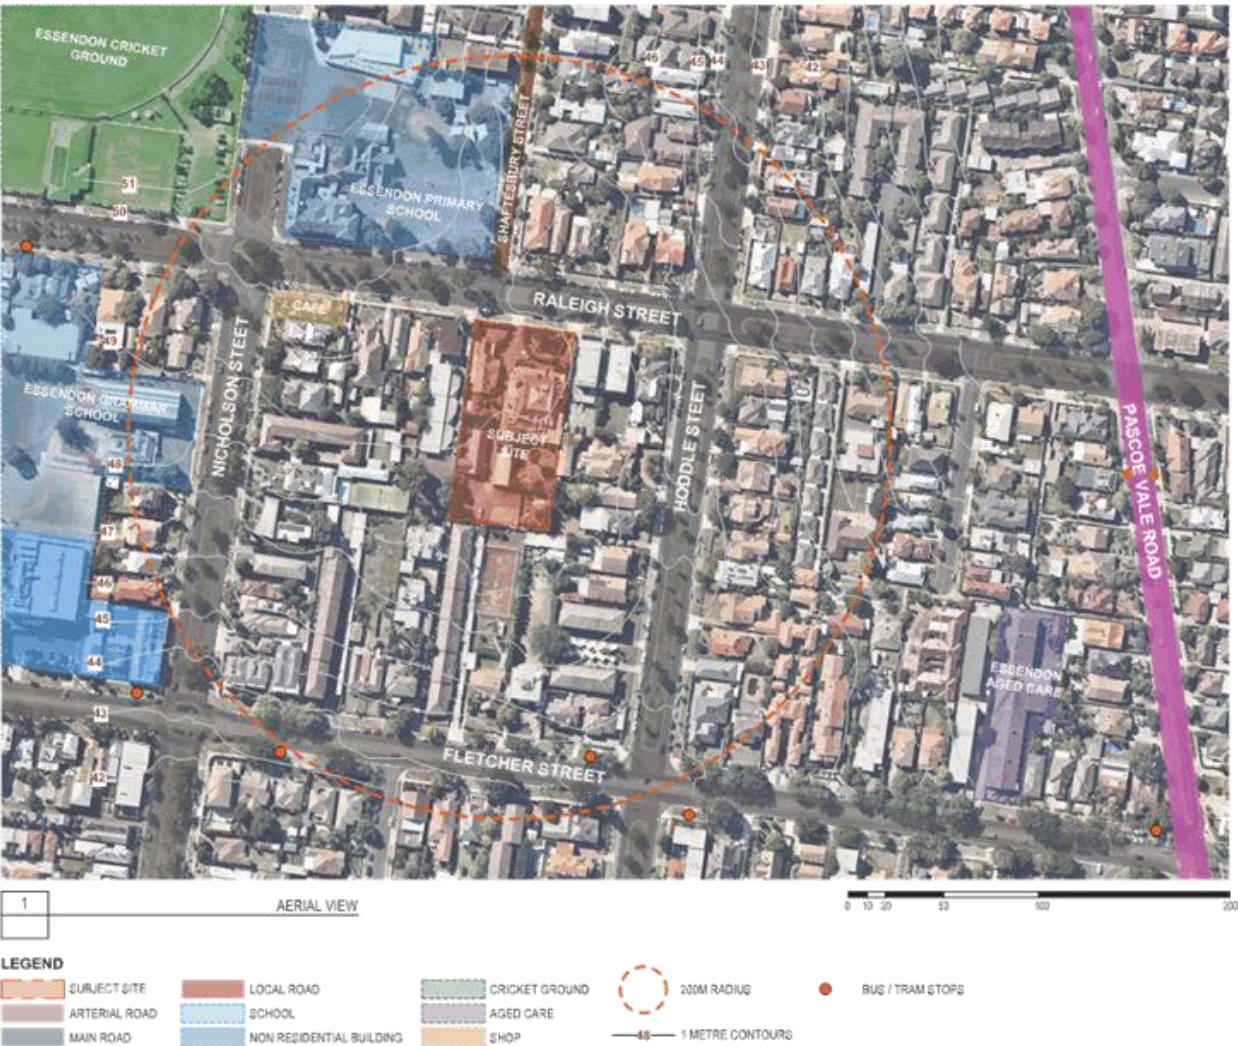 ESSENDON CRICKET
GROUND
46
45
44
43
42
SHAFTESBURY STREET
51
50
ESSENDON PRIMARY
SCHOOL
CAFE
RALEIGH STREET
49
ESSENDON GRAMMAR
SCHOOL
NICHOLSON STEET
SUBJECT
SITE
HODDLE STEET
PASCOE VALE ROAD
48
47
46
45
44
43
42
ESSENDON
AGED CARE
FLETCHER STREET
1
AERIAL VIEW
0 10 20 50 100 200
LEGEND
SUBJECT SITE
ARTERIAL ROAD
MAIN ROAD
LOCAL ROAD
SCHOOL
NON RESIDENTIAL BUILDING
CRICKET GROUND
AGED CARE
SHOP
200M RADIUS
48 1 METRE CONTOURS
BUS / TRAM STOPS